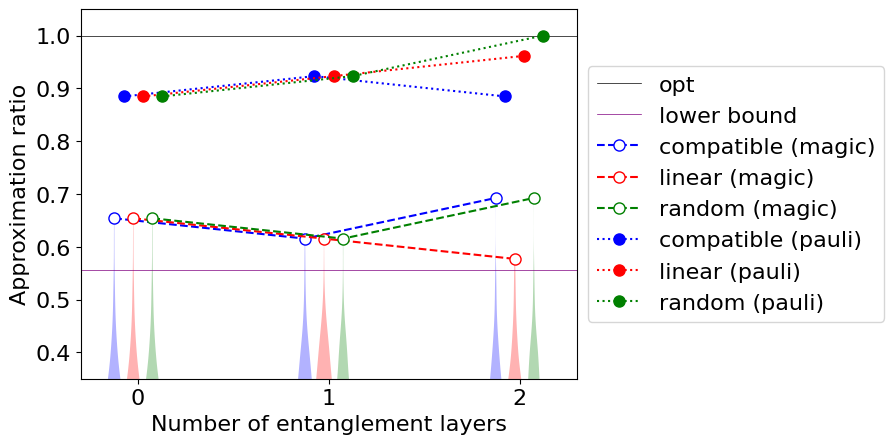 1.0
0.9
0.8
0.7
0.6
0.5
0.4
Approximation ratio
0 1 2
Number of entanglement layers
opt
lower bound
compatible (magic)
linear (magic)
random (magic)
compatible (pauli)
linear (pauli)
random (pauli)